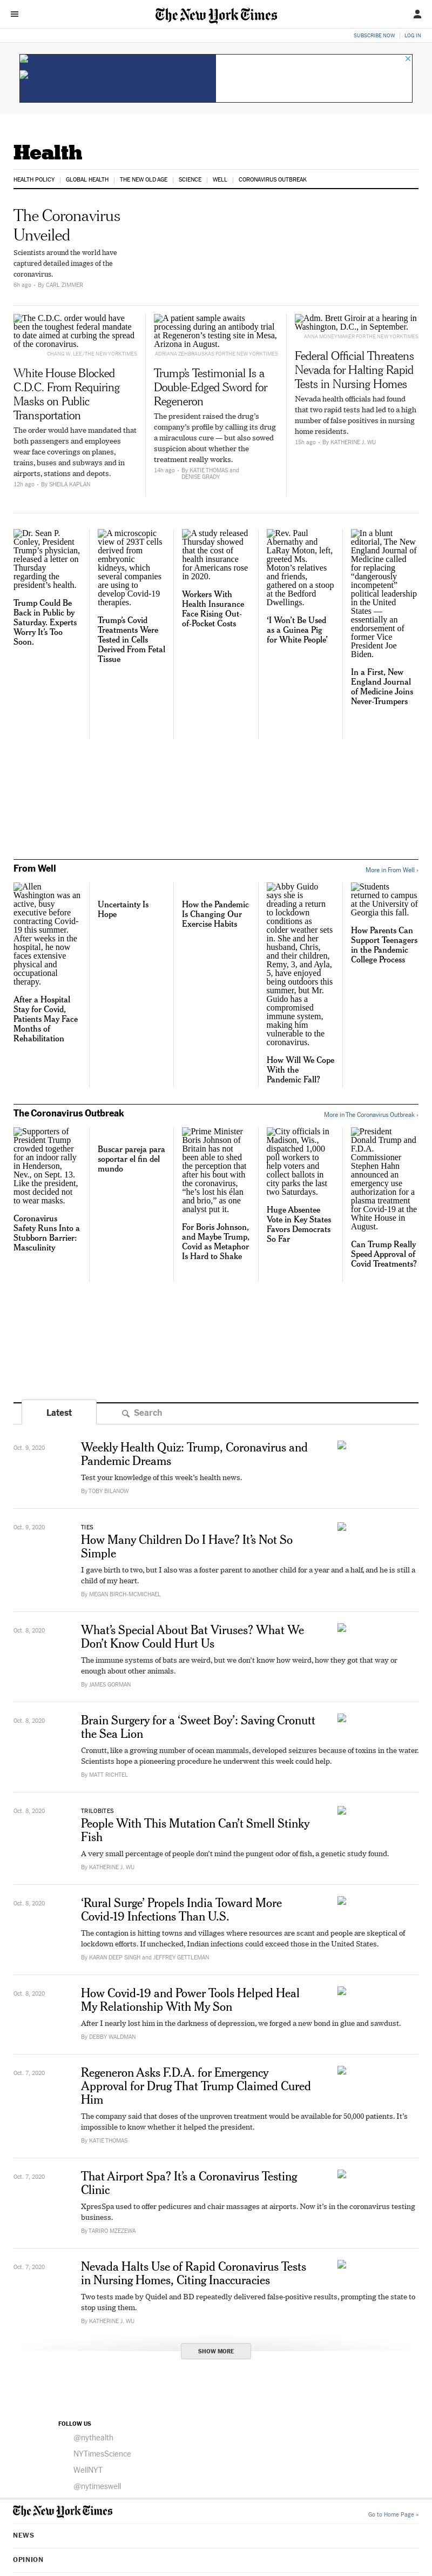 The New York Times
SUBSCRIBE NOW
LOG IN
Health
HEALTH POLICY
GLOBAL HEALTH
THE NEW OLD AGE
SCIENCE
WELL
CORONAVIRUS OUTBREAK
The Coronavirus
Unveiled
Scientists around the world have
captured detailed images of the
coronavirus.
6h ago • By CARL ZIMMER
The C.D.C. order would have
been the toughest federal mandate
to date aimed at curbing the spread
of the coronavirus.
CHANG W. LEE/THE NEW YORK TIMES
White House Blocked
C.D.C. From Requiring
Masks on Public
Transportation
The order would have mandated that
both passengers and employees
wear face coverings on planes,
trains, buses and subways and in
airports, stations and depots.
12h ago • By SHEILA KAPLAN
A patient sample awaits
processing during an antibody trial
at Regeneron's testing site in Mesa,
Arizona in August.
ADRIANA ZEHBRAUSKAS FOR THE NEW YORK TIMES
Trump's Testimonial Is a
Double-Edged Sword for
Regeneron
The president raised the drug's
company's profile by calling its drug
a miraculous cure — but also sowed
suspicion about whether the
treatment really works.
14h ago • By KATIE THOMAS and
DENISE GRADY
Adm. Brett Giroir at a hearing in
Washington, D.C., in September.
ANNA MONEYMAKER FOR THE NEW YORK TIMES
Federal Official Threatens
Nevada for Halting Rapid
Tests in Nursing Homes
Nevada health officials had found
that two rapid tests had led to a high
number of false positives in nursing
home residents.
15h ago • By KATHERINE J. WU
Dr. Sean P.
Conley, President
Trump's physician,
released a letter on
Thursday
regarding the
president's health.
Trump Could Be
Back in Public by
Saturday. Experts
Worry It's Too
Soon.
A microscopic
view of 293T cells
derived from
embryonic
kidneys, which
several companies
are using to
develop Covid-19
therapies.
Trump's Covid
Treatments Were
Tested in Cells
Derived From Fetal
Tissue
A study released
Thursday showed
that the cost of
health insurance
for Americans rose
in 2020.
Workers With
Health Insurance
Face Rising Out-
of-Pocket Costs
Rev. Paul
Abernathy and
LaRay Moton, left,
greeted Ms.
Moton's relatives
and friends,
gathered on a stoop
at the Bedford
Dwellings.
'I Won't Be Used
as a Guinea Pig
for White People'
In a blunt
editorial, The New
England Journal of
Medicine called
for replacing
"dangerously
incompetent"
political leadership
in the United
States —
essentially an
endorsement of
former Vice
President Joe
Biden.
In a First, New
England Journal
of Medicine Joins
Never-Trumpers
From Well
More in From Well ›
Allen
Washington was an
active, busy
executive before
contracting Covid-
19 this summer.
After weeks in the
hospital, he now
faces extensive
physical and
occupational
therapy.
After a Hospital
Stay for Covid,
Patients May Face
Months of
Rehabilitation
Uncertainty Is
Hope
How the Pandemic
Is Changing Our
Exercise Habits
Abby Guido
says she is
dreading a return
to lockdown
conditions as
colder weather sets
in. She and her
husband, Chris,
and their children,
Remy, 3, and Ayla,
5, have enjoyed
being outdoors this
summer, but Mr.
Guido has a
compromised
immune system,
making him
vulnerable to the
coronavirus.
How Will We Cope
With the
Pandemic Fall?
Students
returned to campus
at the University of
Georgia this fall.
How Parents Can
Support Teenagers
in the Pandemic
College Process
The Coronavirus Outbreak
More in The Coronavirus Outbreak ›
Supporters of
President Trump
crowded together
for an indoor rally
in Henderson,
Nev., on Sept. 13.
Like the president,
most decided not
to wear masks.
Coronavirus
Safety Runs Into a
Stubborn Barrier:
Masculinity
Buscar pareja para
soportar el fin del
mundo
Prime Minister
Boris Johnson of
Britain has not
been able to shed
the perception that
after his bout with
the coronavirus,
"he's lost his élan
and brio," as one
analyst put it.
For Boris Johnson,
and Maybe Trump,
Covid as Metaphor
Is Hard to Shake
City officials in
Madison, Wis.,
dispatched 1,000
poll workers to
help voters and
collect ballots in
city parks the last
two Saturdays.
Huge Absentee
Vote in Key States
Favors Democrats
So Far
President
Donald Trump and
F.D.A.
Commissioner
Stephen Hahn
announced an
emergency use
authorization for a
plasma treatment
for Covid-19 at the
White House in
August.
Can Trump Really
Speed Approval of
Covid Treatments?
Latest
Search
Oct. 9, 2020
Weekly Health Quiz: Trump, Coronavirus and
Pandemic Dreams
Test your knowledge of this week's health news.
By TOBY BILANOW
Oct. 9, 2020
TIES
How Many Children Do I Have? It's Not So
Simple
I gave birth to two, but I also was a foster parent to another child for a year and a half, and he is still a
child of my heart.
By MEGAN BIRCH-MCMICHAEL
Oct. 8, 2020
What's Special About Bat Viruses? What We
Don't Know Could Hurt Us
The immune systems of bats are weird, but we don't know how weird, how they got that way or
enough about other animals.
By JAMES GORMAN
Oct. 8, 2020
Brain Surgery for a 'Sweet Boy': Saving Cronutt
the Sea Lion
Cronutt, like a growing number of ocean mammals, developed seizures because of toxins in the water.
Scientists hope a pioneering procedure he underwent this week could help.
By MATT RICHTEL
Oct. 8, 2020
TRILOBITES
People With This Mutation Can't Smell Stinky
Fish
A very small percentage of people don't mind the pungent odor of fish, a genetic study found.
By KATHERINE J. WU
Oct. 8, 2020
'Rural Surge' Propels India Toward More
Covid-19 Infections Than U.S.
The contagion is hitting towns and villages where resources are scant and people are skeptical of
lockdown efforts. If unchecked, Indian infections could exceed those in the United States.
By KARAN DEEP SINGH and JEFFREY GETTLEMAN
Oct. 8, 2020
How Covid-19 and Power Tools Helped Heal
My Relationship With My Son
After I nearly lost him in the darkness of depression, we forged a new bond in glue and sawdust.
By DEBBY WALDMAN
Oct. 7, 2020
Regeneron Asks F.D.A. for Emergency
Approval for Drug That Trump Claimed Cured
Him
The company said that doses of the unproven treatment would be available for 50,000 patients. It's
impossible to know whether it helped the president.
By KATIE THOMAS
Oct. 7, 2020
That Airport Spa? It's a Coronavirus Testing
Clinic
XpresSpa used to offer pedicures and chair massages at airports. Now it's in the coronavirus testing
business.
By TARIRO MZEZEWA
Oct. 7, 2020
Nevada Halts Use of Rapid Coronavirus Tests
in Nursing Homes, Citing Inaccuracies
Two tests made by Quidel and BD repeatedly delivered false-positive results, prompting the state to
stop using them.
By KATHERINE J. WU
SHOW MORE
FOLLOW US
@nythealth
NYTimesScience
WellNYT
@nytimeswell
The New York Times
Go to Home Page »
NEWS
OPINION